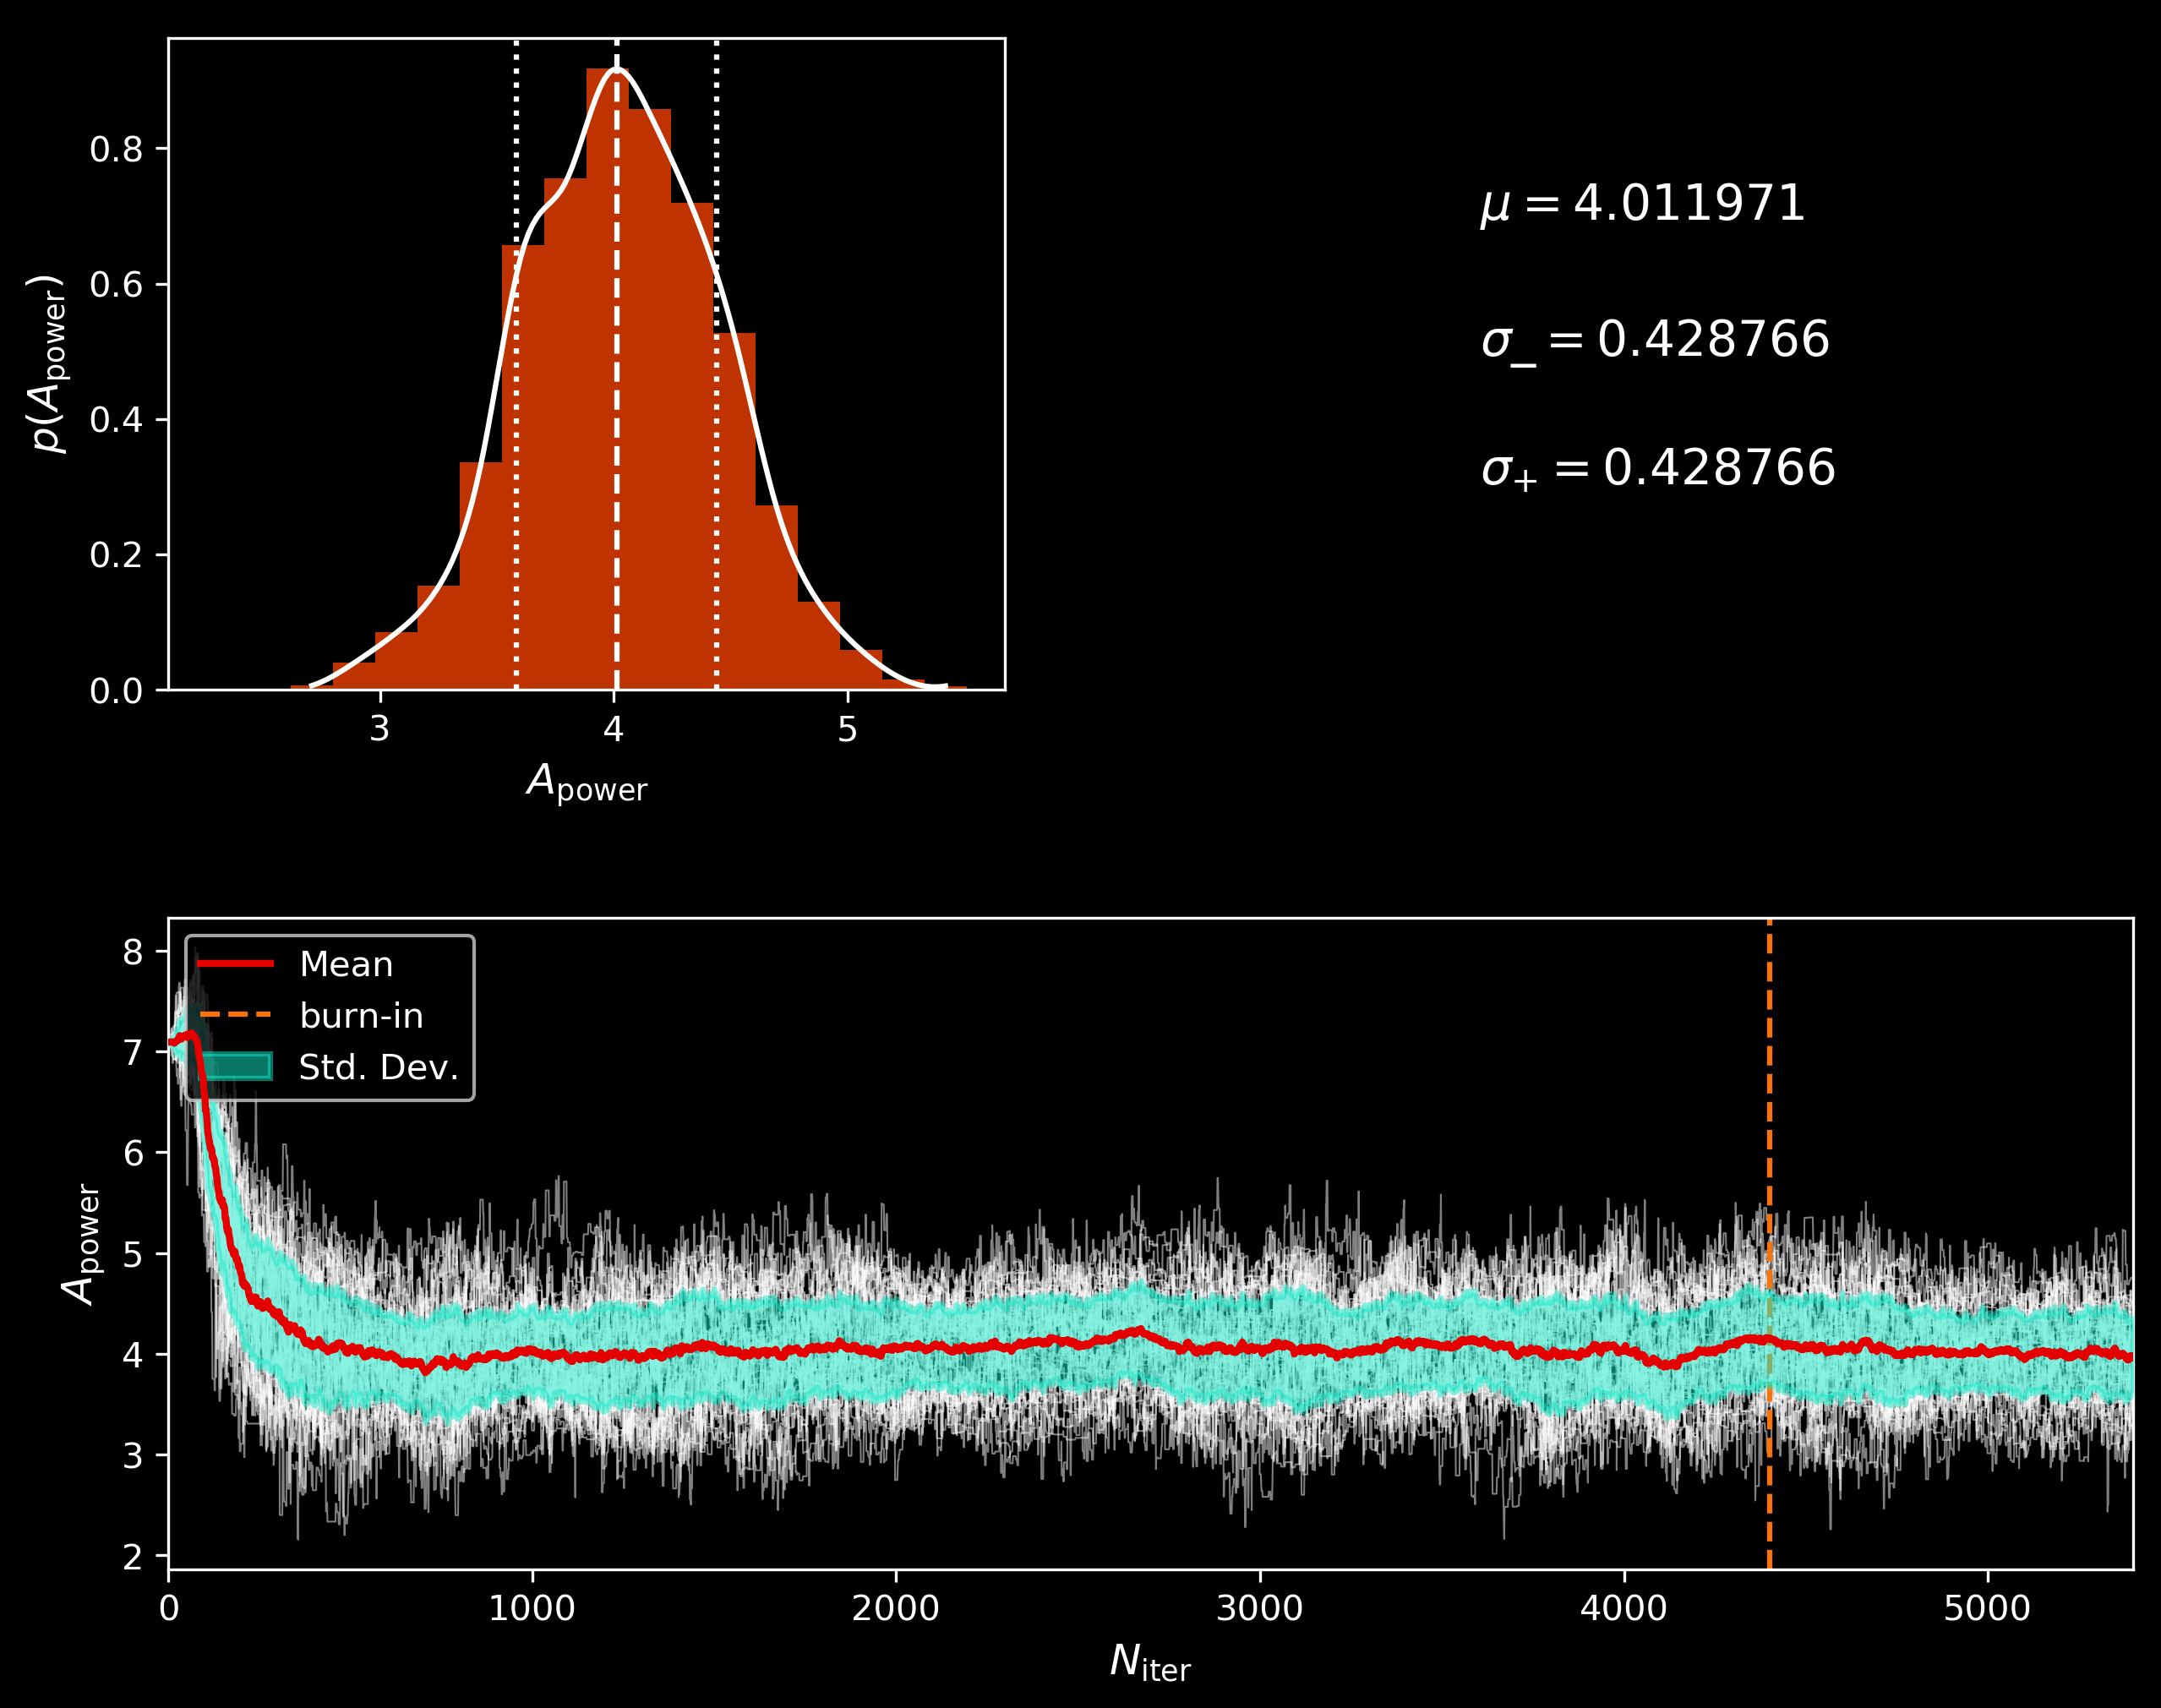 0.8
0.6
0.4
0.2
0.0
p(A_power)
3 4 5
A_power
μ = 4.011971
σ_− = 0.428766
σ_+ = 0.428766
Mean
burn-in
Std. Dev.
8
7
6
5
4
3
2
A_power
0 1000 2000 3000 4000 5000
N_iter